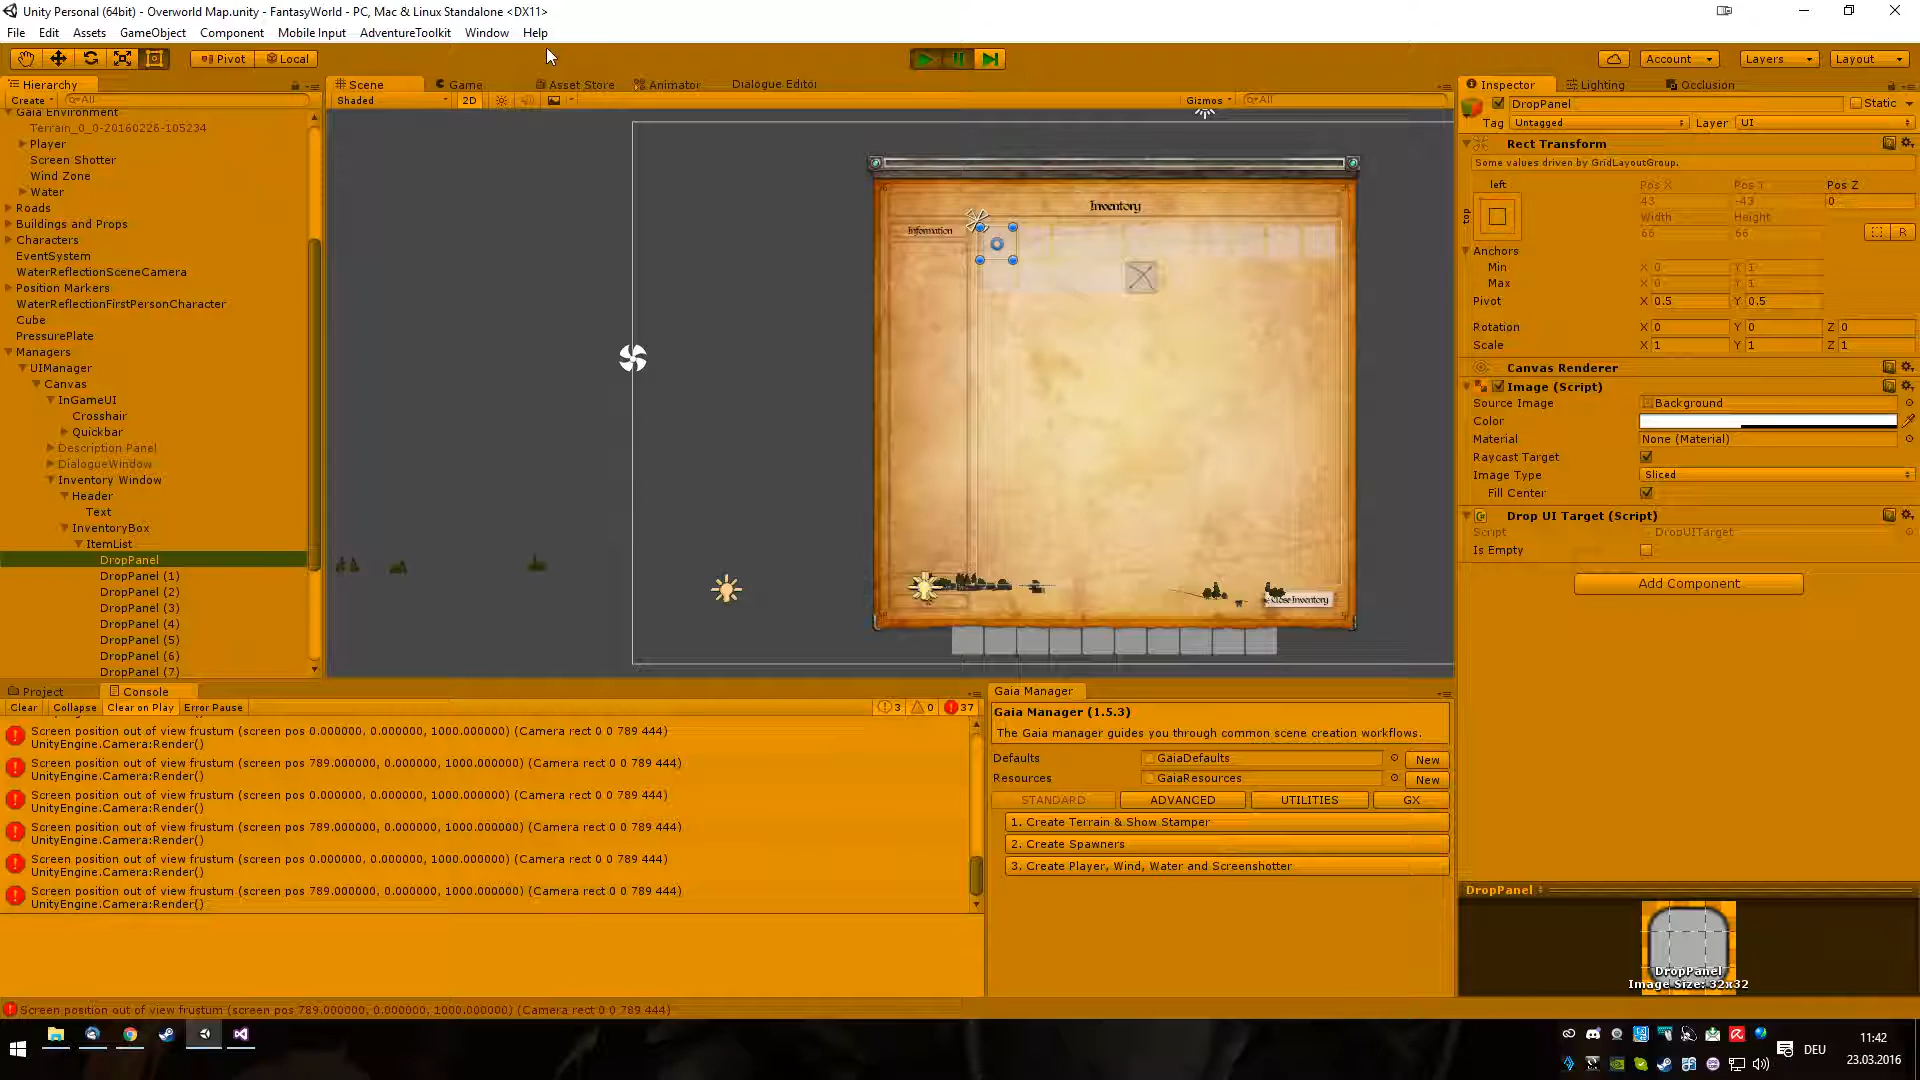 Unity Personal (64bit) - Overworld Map.unity - FantasyWorld - PC, Mac & Linux Standalone <DX11>
File Edit Assets GameObject Component Mobile Input AdventureToolkit Window Help
Pivot Local Account Layers Layout
Hierarchy
Create All
Gaia Environment
Terrain_0_0-20160226-105234
Player
Screen Shotter
Wind Zone
Water
Roads
Buildings and Props
Characters
EventSystem
WaterReflectionSceneCamera
Position Markers
WaterReflectionFirstPersonCharacter
Cube
PressurePlate
Managers
UIManager
Canvas
InGameUI
Crosshair
Quickbar
Description Panel
DialogueWindow
Inventory Window
Header
Text
InventoryBox
ItemList
DropPanel
DropPanel (1)
DropPanel (2)
DropPanel (3)
DropPanel (4)
DropPanel (5)
DropPanel (6)
DropPanel (7)
Scene Game Asset Store Animator Dialogue Editor
Shaded 2D Gizmos All
Inventory
Information
Close Inventory
Inspector Lighting Occlusion
DropPanel Static
Tag Untagged Layer UI
Rect Transform
Some values driven by GridLayoutGroup.
left Pos X Pos Y Pos Z
top 43 -43 0
Width Height
66 66 R
Anchors
Min X 0 Y 1
Max X 0 Y 1
Pivot X 0.5 Y 0.5
Rotation X 0 Y 0 Z 0
Scale X 1 Y 1 Z 1
Canvas Renderer
Image (Script)
Source Image Background
Color
Material None (Material)
Raycast Target
Image Type Sliced
Fill Center
Drop UI Target (Script)
Script DropUITarget
Is Empty
Add Component
DropPanel
DropPanel
Image Size: 32x32
Project Console
Clear Collapse Clear on Play Error Pause 3 0 37
Screen position out of view frustum (screen pos 0.000000, 0.000000, 1000.000000) (Camera rect 0 0 789 444)
UnityEngine.Camera:Render()
Screen position out of view frustum (screen pos 789.000000, 0.000000, 1000.000000) (Camera rect 0 0 789 444)
UnityEngine.Camera:Render()
Screen position out of view frustum (screen pos 0.000000, 0.000000, 1000.000000) (Camera rect 0 0 789 444)
UnityEngine.Camera:Render()
Screen position out of view frustum (screen pos 789.000000, 0.000000, 1000.000000) (Camera rect 0 0 789 444)
UnityEngine.Camera:Render()
Screen position out of view frustum (screen pos 0.000000, 0.000000, 1000.000000) (Camera rect 0 0 789 444)
UnityEngine.Camera:Render()
Screen position out of view frustum (screen pos 789.000000, 0.000000, 1000.000000) (Camera rect 0 0 789 444)
UnityEngine.Camera:Render()
Screen position out of view frustum (screen pos 789.000000, 0.000000, 1000.000000) (Camera rect 0 0 789 444)
Gaia Manager
Gaia Manager (1.5.3)
The Gaia manager guides you through common scene creation workflows.
Defaults GaiaDefaults New
Resources GaiaResources New
STANDARD ADVANCED UTILITIES GX
1. Create Terrain & Show Stamper
2. Create Spawners
3. Create Player, Wind, Water and Screenshotter
DEU
11:42
23.03.2016